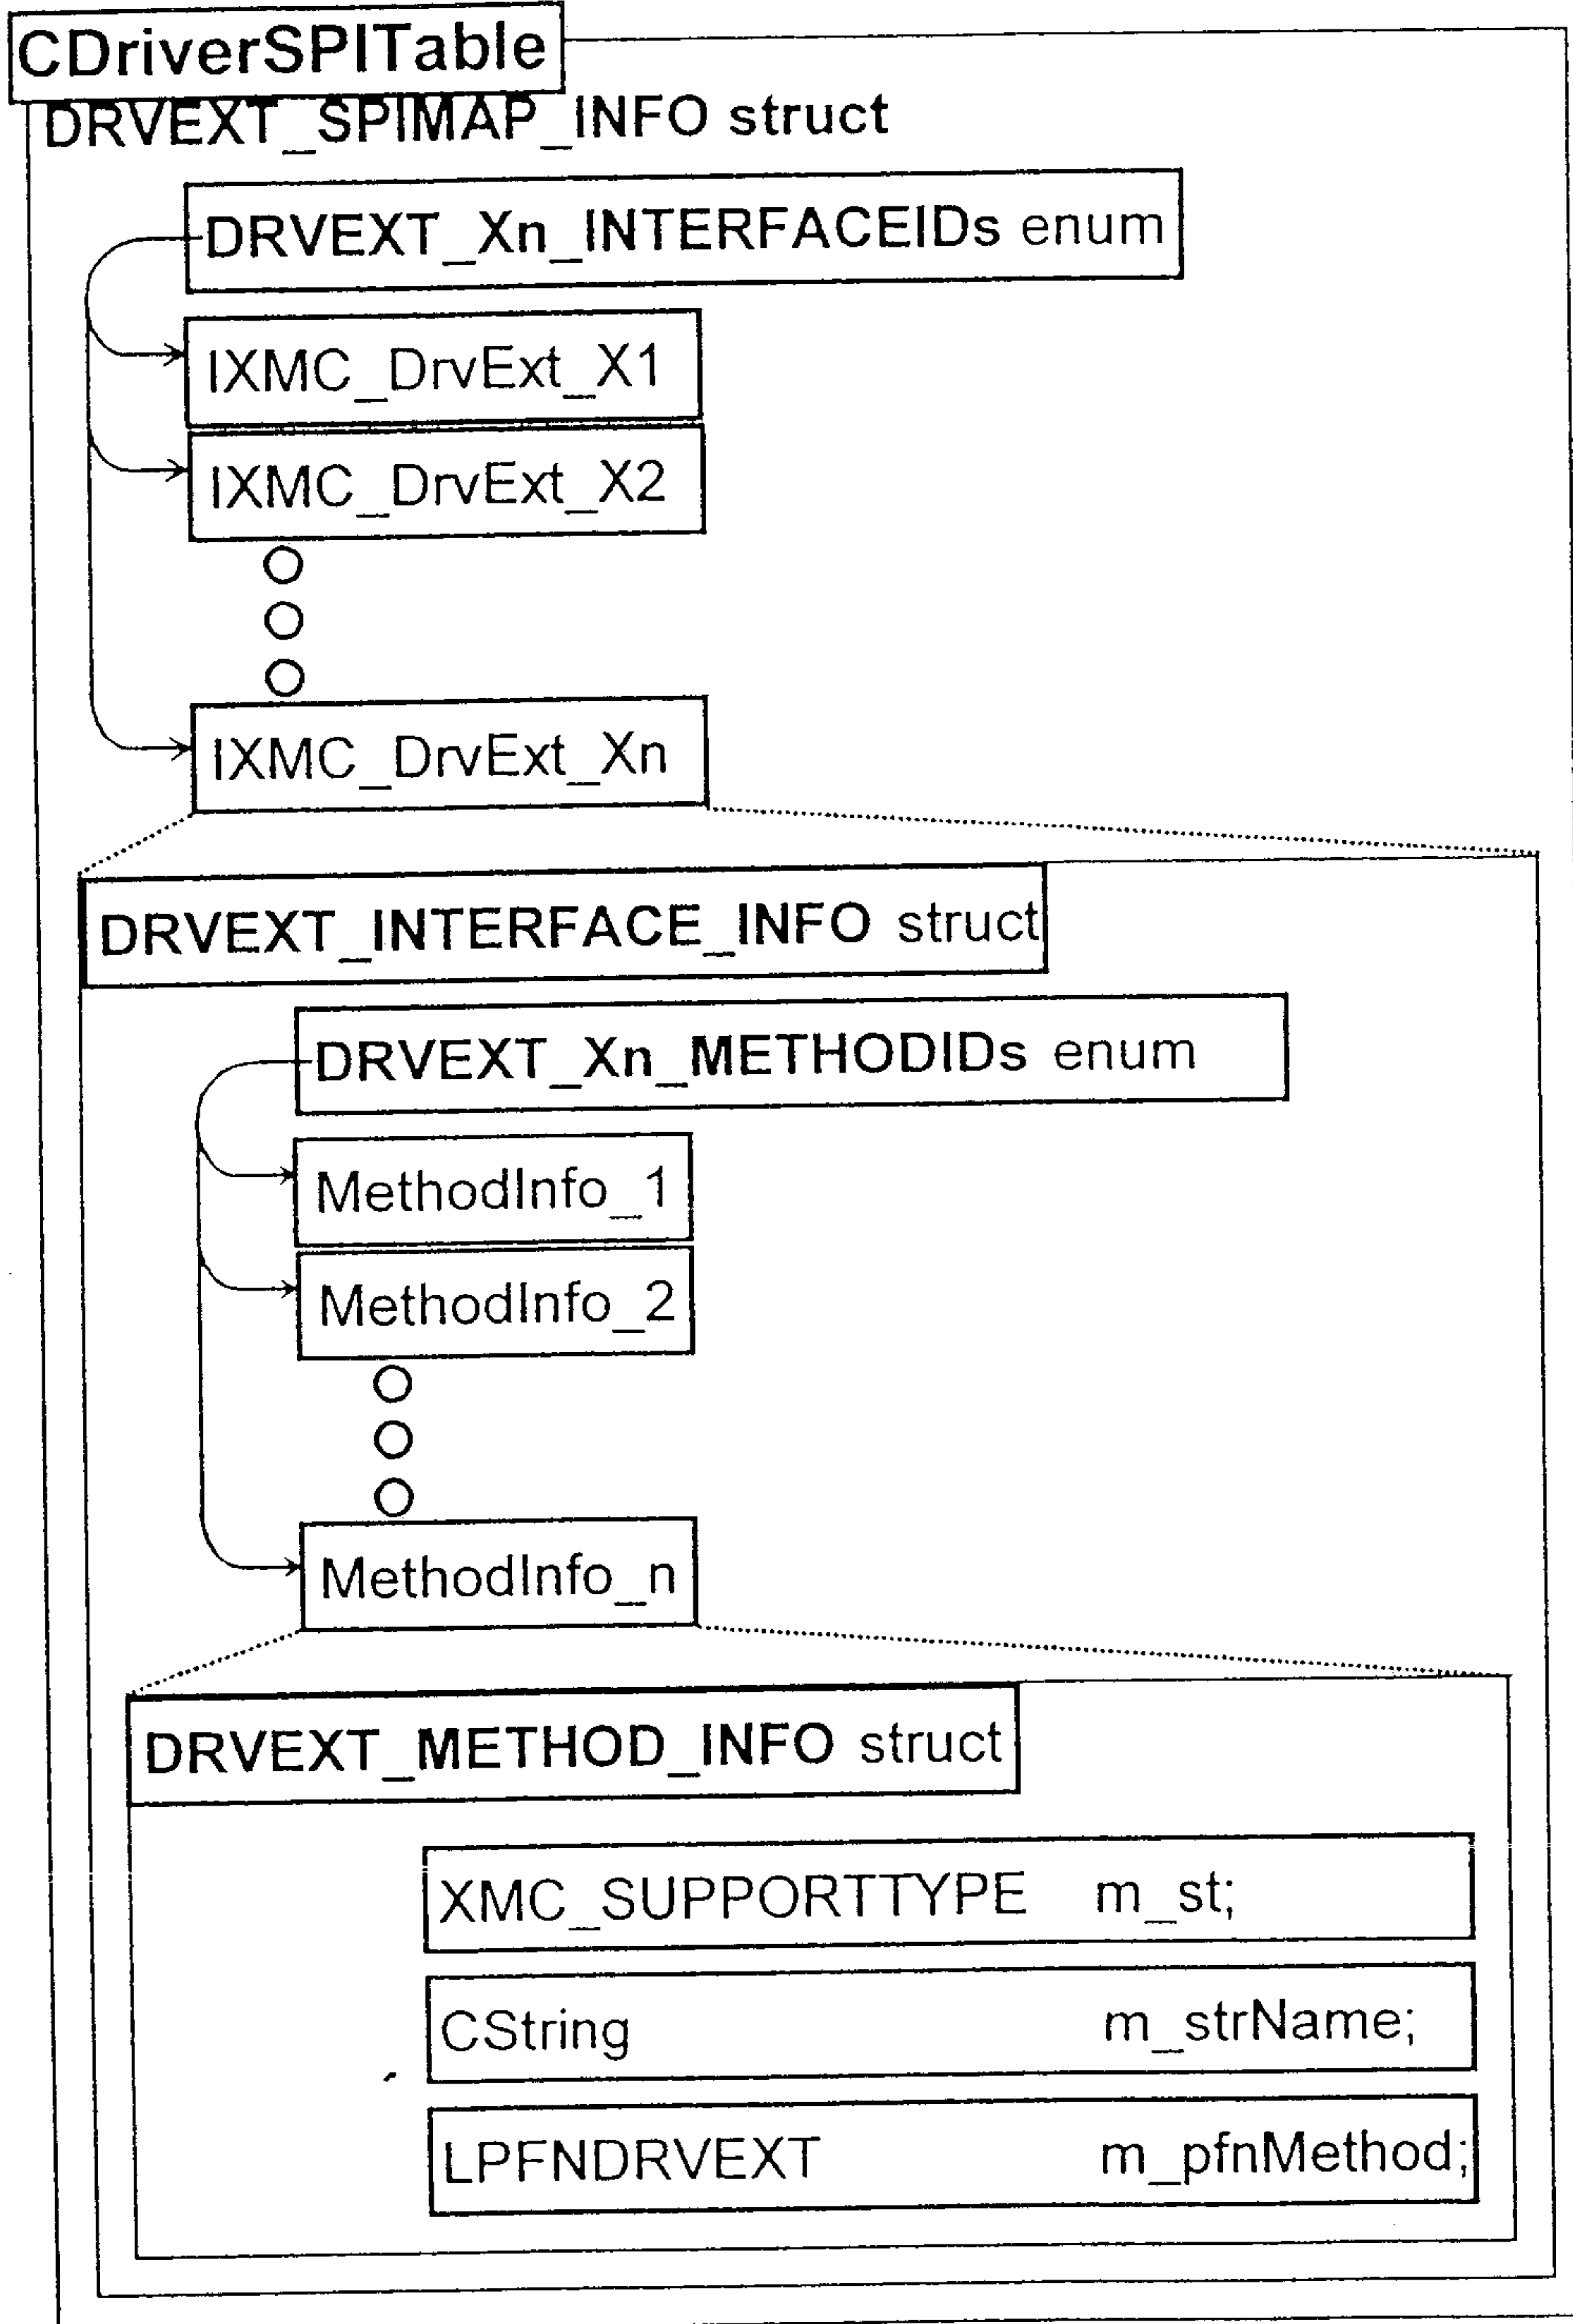 CDriverSPITable
DRVEXT_SPIMAP_INFO struct
DRVEXT_Xn_INTERFACEIDs enum
IXMC_DrvExt_X1
IXMC_DrvExt_X2
IXMC_DrvExt_Xn
DRVEXT_INTERFACE_INFO struct
DRVEXT_Xn_METHODIDs enum
MethodInfo_1
MethodInfo_2
MethodInfo_n
DRVEXT_METHOD_INFO struct
XMC_SUPPORTTYPE m_st;
CString m_strName;
LPFNDRVEXT m_pfnMethod;